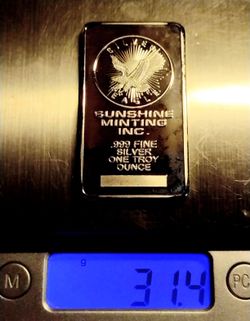 SILVER
EAGLE
SUNSHINE
MINTING
INC.
.999 FINE
SILVER
ONE TROY
OUNCE
g
31.4
M
PC